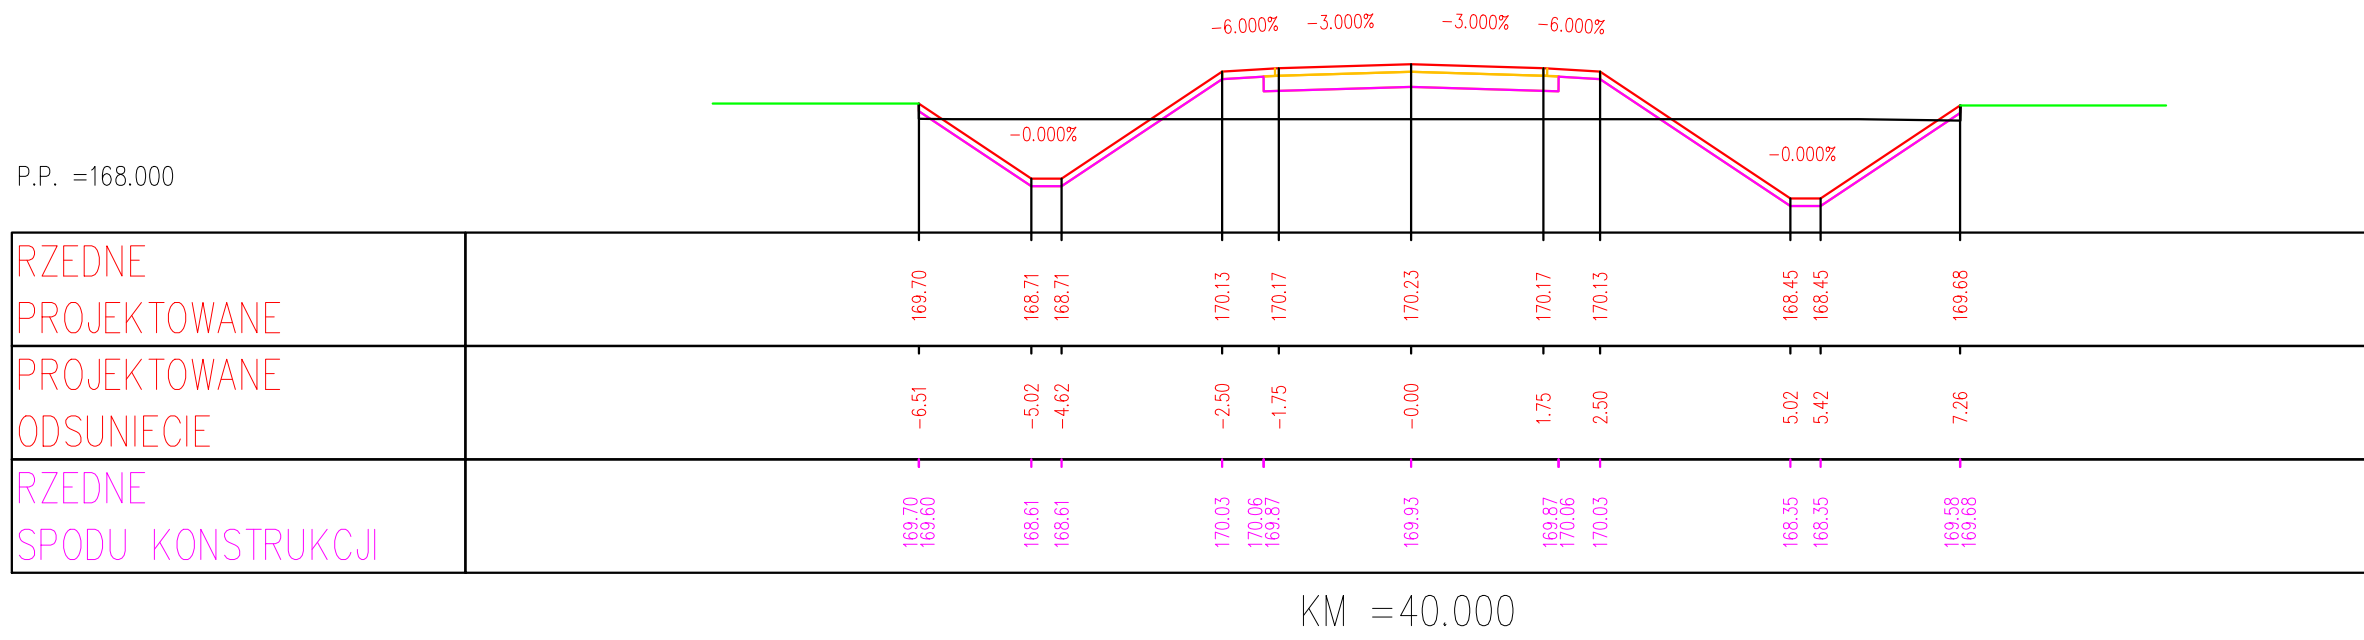 -6.000% -3.000% -3.000% -6.000%
-0.000%
-0.000%
P.P. =168.000
RZEDNE
PROJEKTOWANE
169.70 168.71 168.71 170.13 170.17 170.23 170.17 170.13 168.45 168.45 169.68
PROJEKTOWANE
ODSUNIECIE
-6.51 -5.02 -4.62 -2.50 -1.75 -0.00 1.75 2.50 5.02 5.42 7.26
RZEDNE
SPODU KONSTRUKCJI
169.70 169.60 168.61 168.61 170.03 170.06 169.87 169.93 169.87 170.06 170.03 168.35 168.35 169.58 169.68
KM =40.000